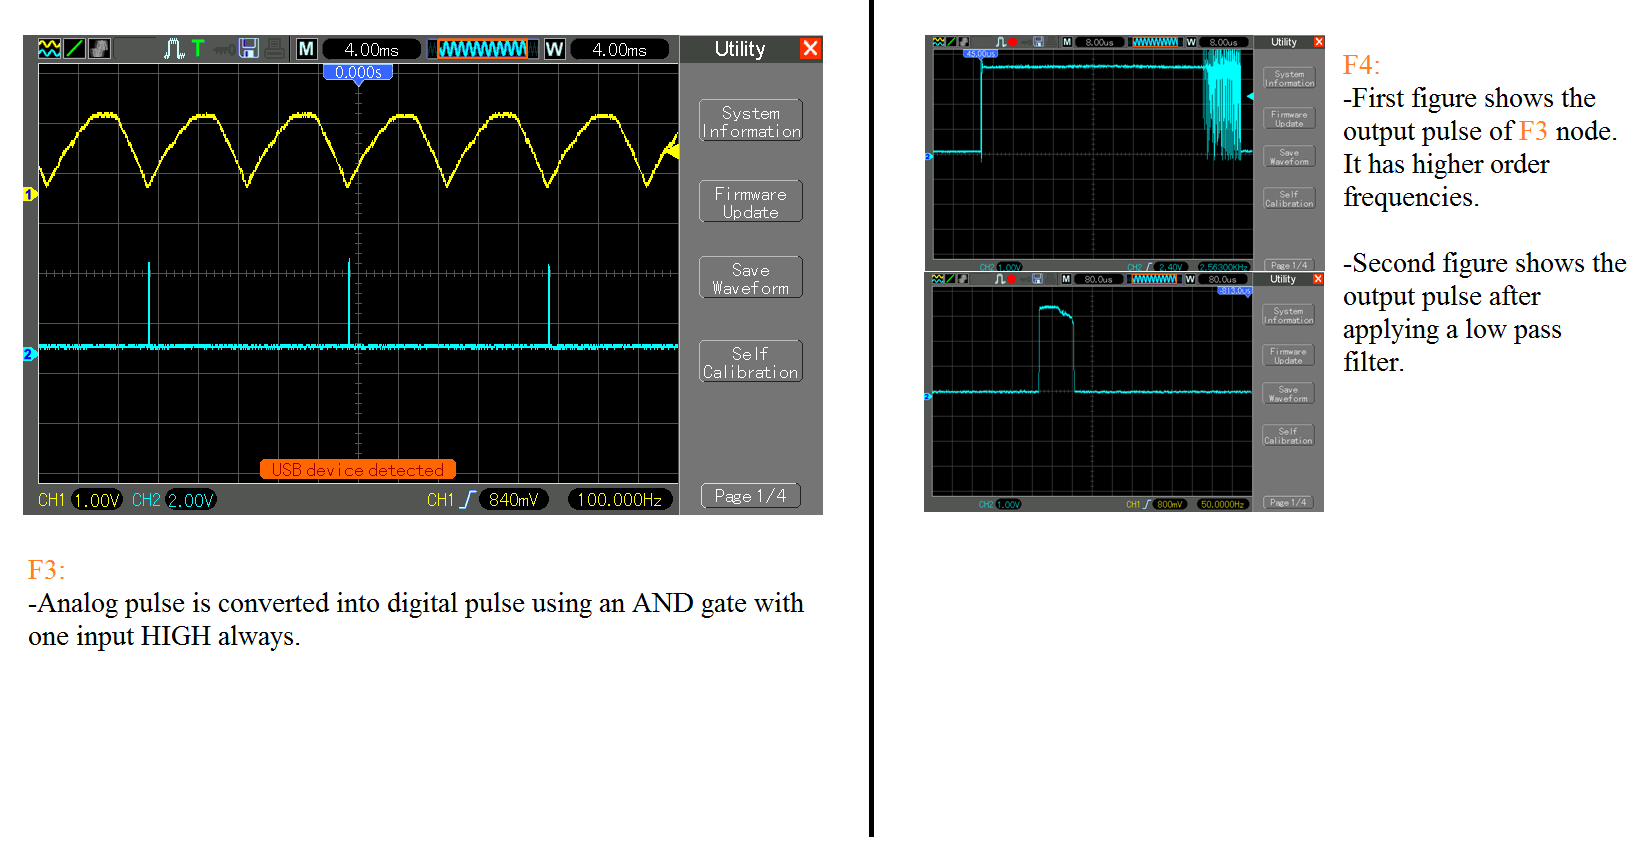 M 4.00ms W 4.00ms Utility X
0.000s
System
Information
Firmware
Update
Save
Waveform
Self
Calibration
1
2
USB device detected
CH1 1.00V CH2 2.00V CH1 840mV 100.000Hz Page 1/4
F3:
-Analog pulse is converted into digital pulse using an AND gate with
one input HIGH always.
M 8.00us W 8.00us Utility X
45.00us
System
Information
Firmware
Update
Save
Waveform
Self
Calibration
2
CH2 1.00V CH2 2.40V 2.56300KHz Page 1/4
M 80.0us W 80.0us Utility X
System
Information
Firmware
Update
Save
Waveform
Self
Calibration
2
CH2 1.00V CH1 800mV 50.0000Hz Page 1/4
F4:
-First figure shows the
output pulse of F3 node.
It has higher order
frequencies.
-Second figure shows the
output pulse after
applying a low pass
filter.